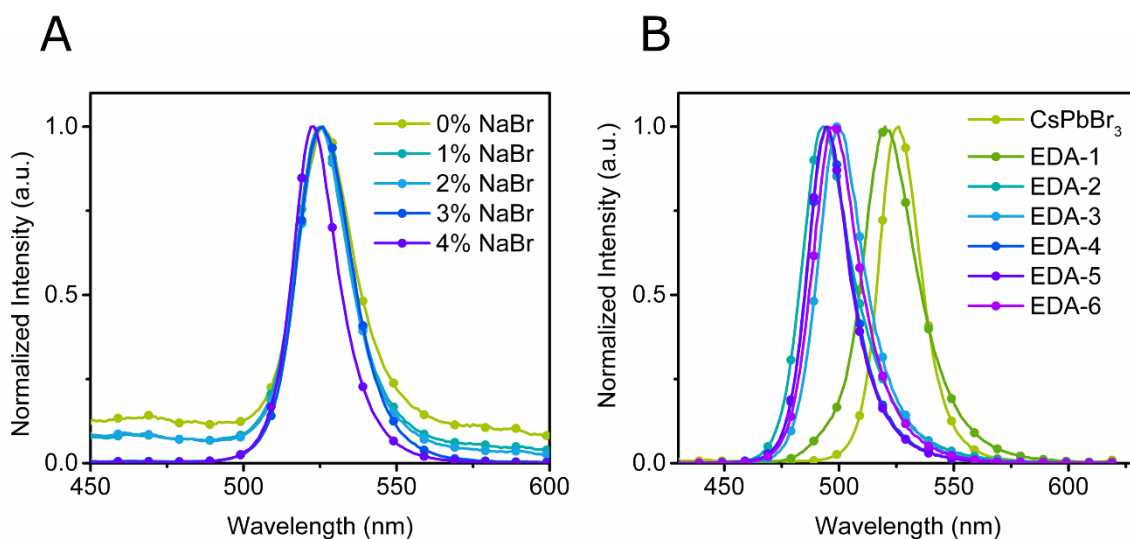 A
B
Normalized Intensity (a.u.)
1.0
0.5
0.0
0% NaBr
1% NaBr
2% NaBr
3% NaBr
4% NaBr
450
500
550
600
Wavelength (nm)
Normalized Intensity (a.u.)
1.0
0.5
0.0
CsPbBr₃
EDA-1
EDA-2
EDA-3
EDA-4
EDA-5
EDA-6
450
500
550
600
Wavelength (nm)